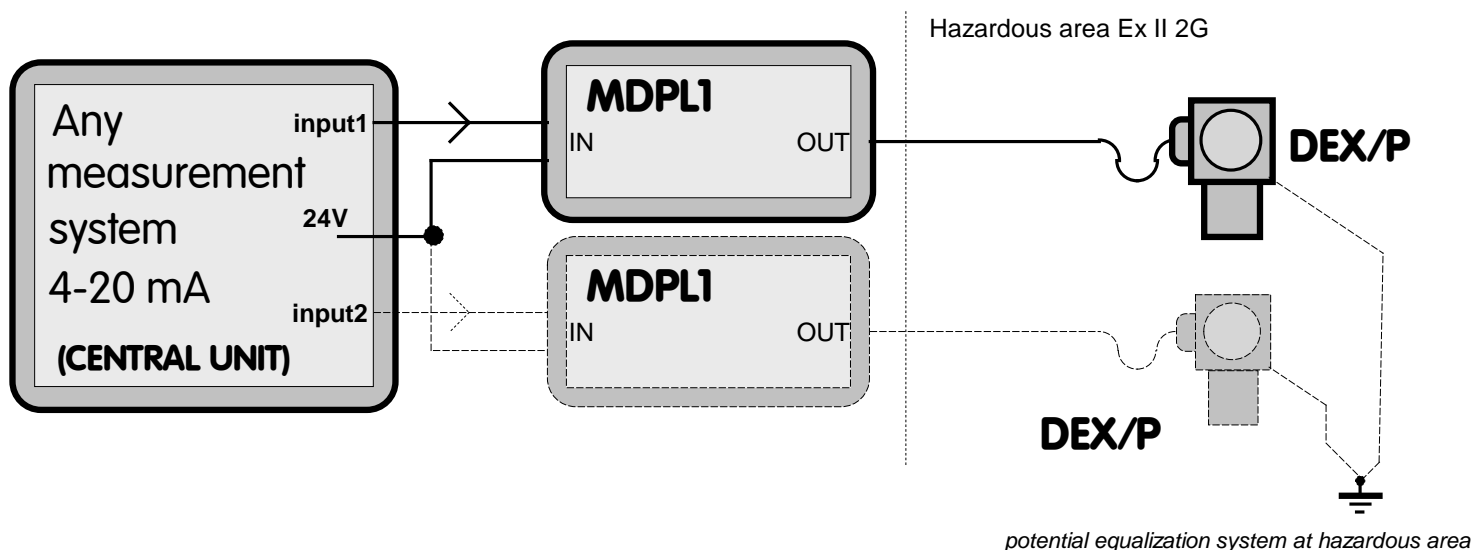 Hazardous area Ex II 2G
Any
measurement
system
4-20 mA
(CENTRAL UNIT)
input1
24V
input2
MDPL1
IN
OUT
DEX/P
MDPL1
IN
OUT
DEX/P
potential equalization system at hazardous area